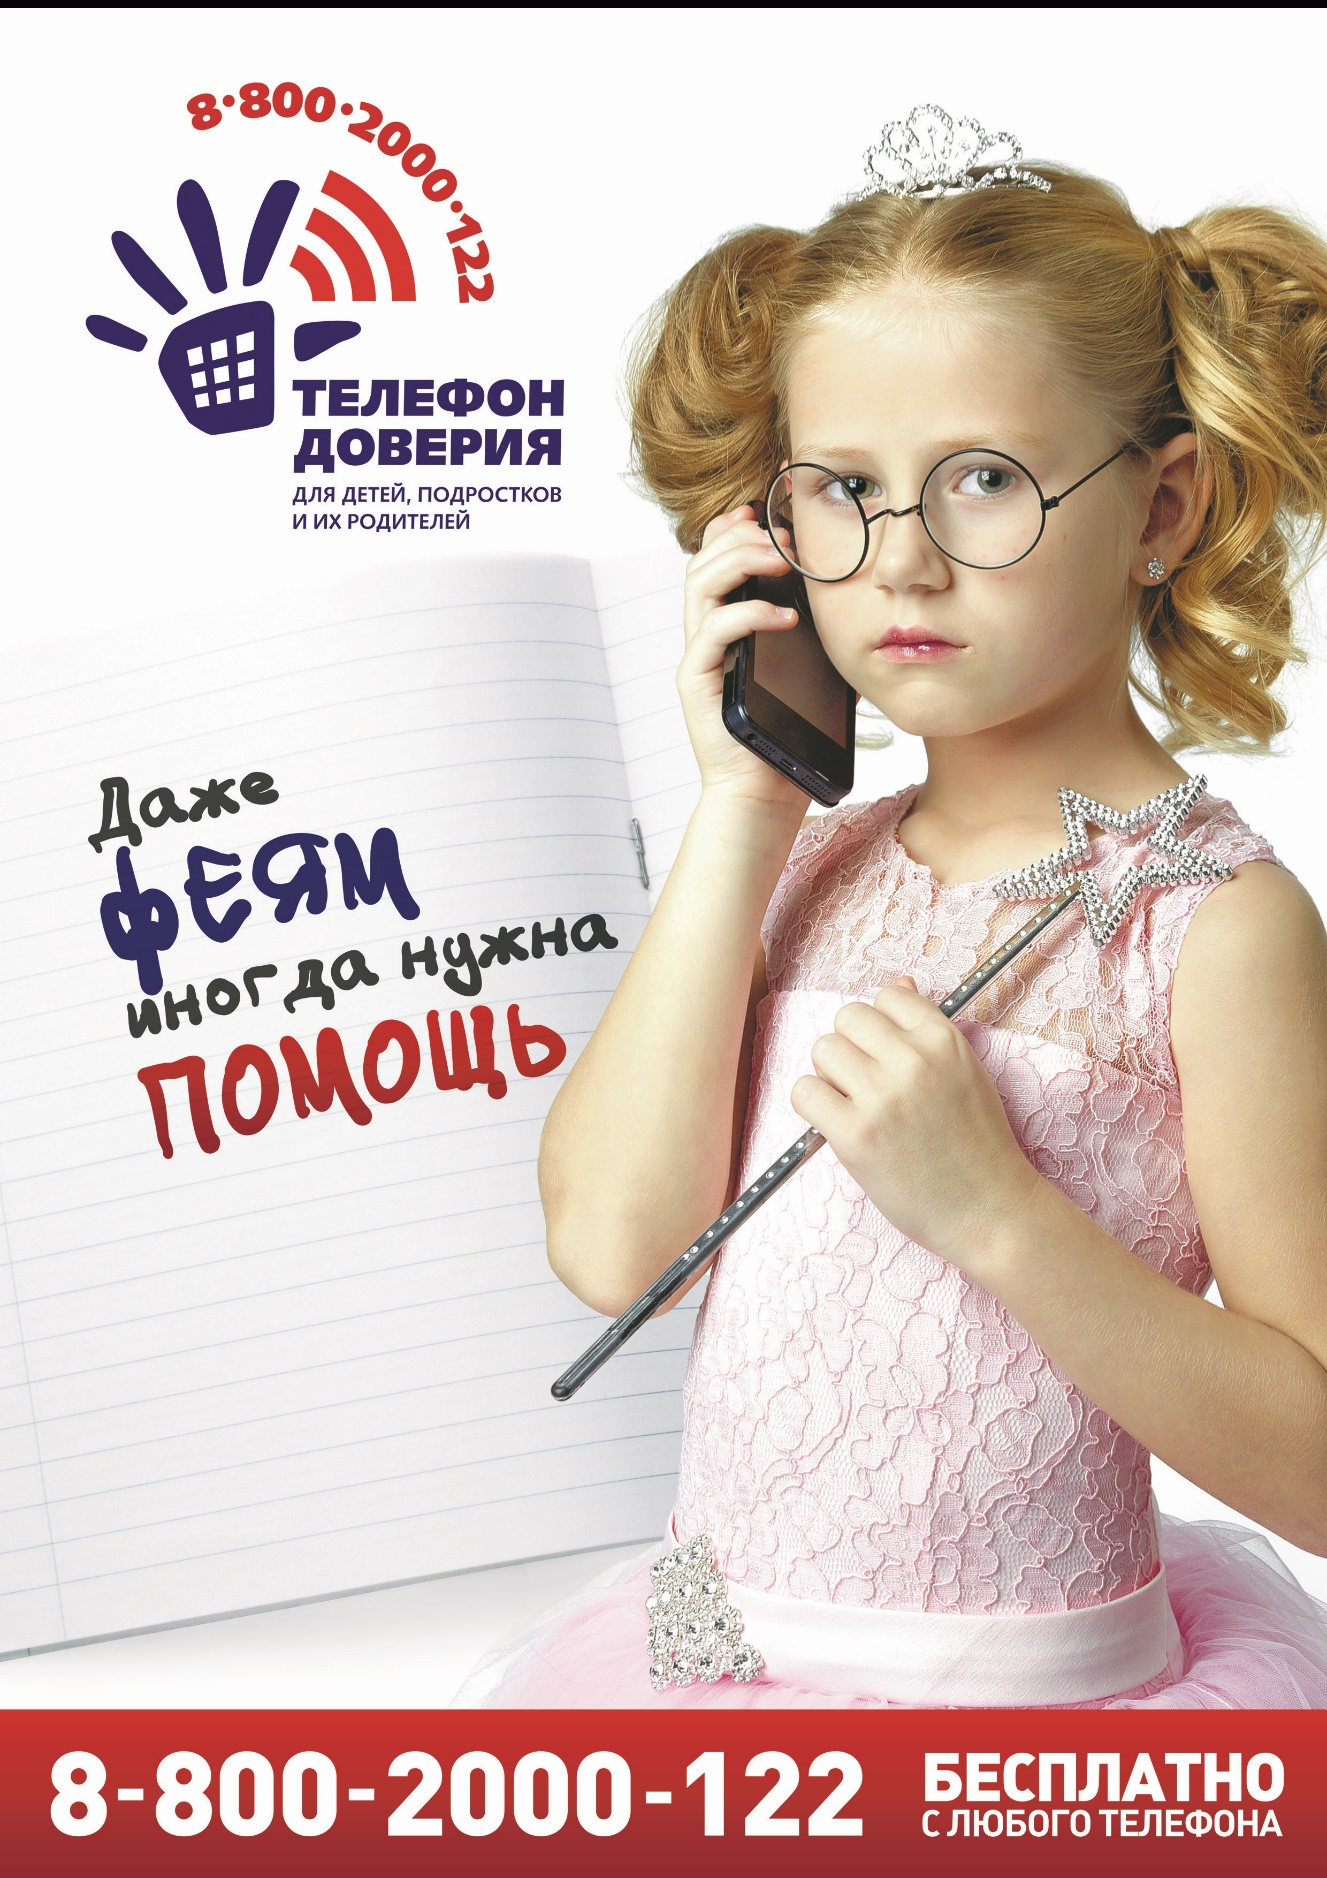 8·800·2000·122
ТЕЛЕФОН
ДОВЕРИЯ
ДЛЯ ДЕТЕЙ, ПОДРОСТКОВ
И ИХ РОДИТЕЛЕЙ
Даже
ФЕЯМ
иногда нужна
ПОМОЩЬ
8-800-2000-122
БЕСПЛАТНО
С ЛЮБОГО ТЕЛЕФОНА